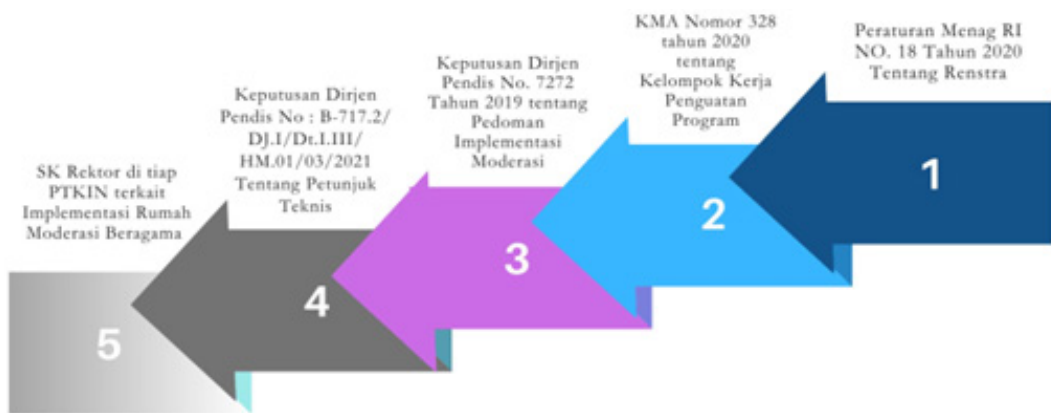 Peraturan Menag RI
NO. 18 Tahun 2020
Tentang Renstra
1
KMA Nomor 328
tahun 2020
tentang
Kelompok Kerja
Penguatan
Program
2
Keputusan Dirjen
Pendis No. 7272
Tahun 2019 tentang
Pedoman
Implementasi
Moderasi
3
Keputusan Dirjen
Pendis No : B-717.2/
DJ.I/Dt.I.III/
HM.01/03/2021
Tentang Petunjuk
Teknis
4
SK Rektor di tiap
PTKIN terkait
Implementasi Rumah
Moderasi Beragama
5